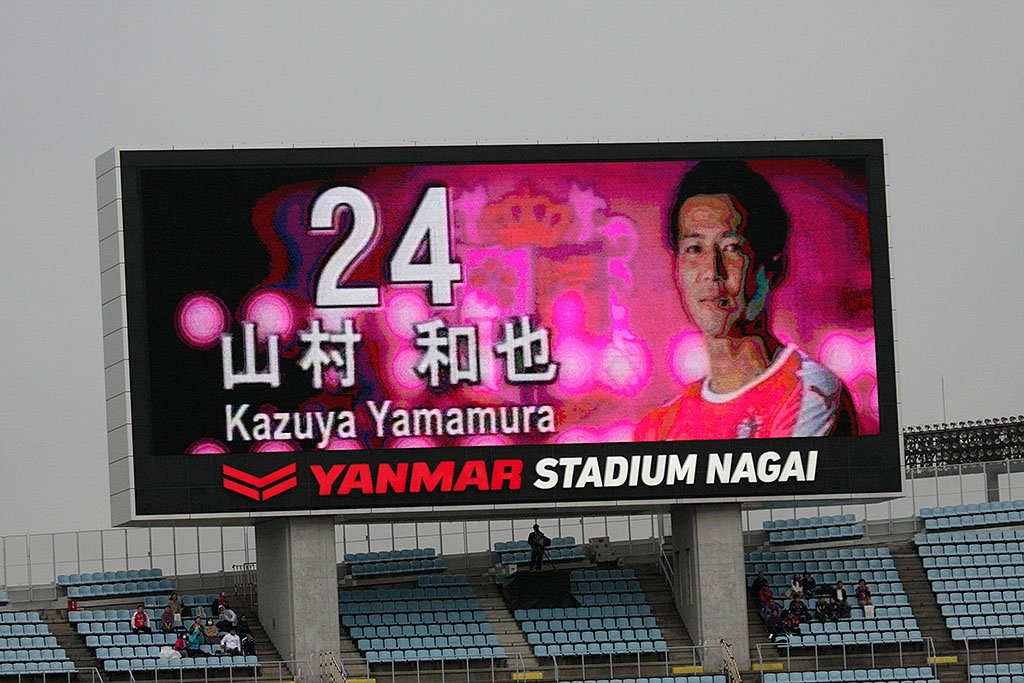 24
山村 和也
Kazuya Yamamura
YANMAR STADIUM NAGAI